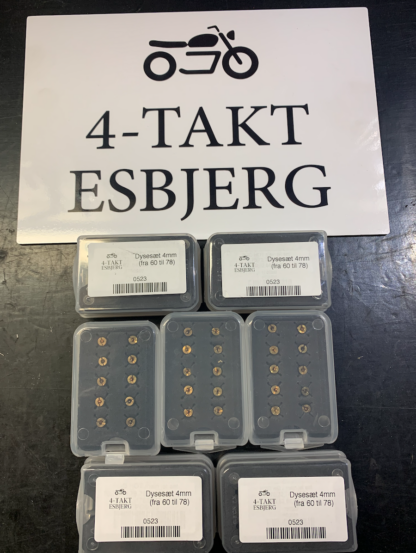 4-TAKT
ESBJERG
4-TAKT
ESBJERG
Dysesæt 4mm
(fra 60 til 78)
0523
4-TAKT
ESBJERG
Dysesæt 4mm
(fra 60 til 78)
0523
4-TAKT
ESBJERG
Dysesæt 4mm
(fra 60 til 78)
0523
4-TAKT
ESBJERG
Dysesæt 4mm
(fra 60 til 78)
0523